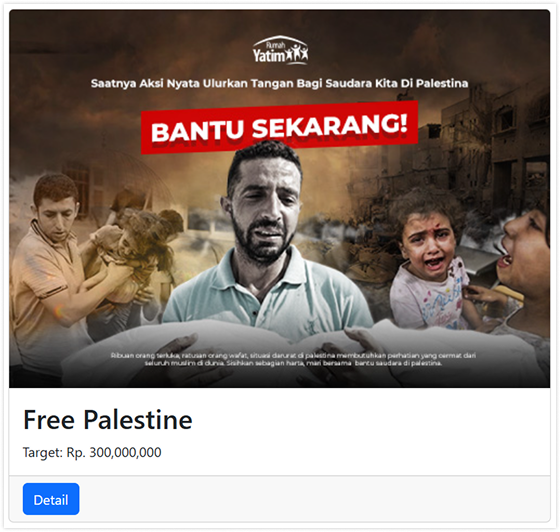 Rumah
Yatim
Saatnya Aksi Nyata Ulurkan Tangan Bagi Saudara Kita Di Palestina
BANTU SEKARANG!
Ribuan orang terluka, ratusan orang wafat, situasi darurat di palestina membutuhkan perhatian yang cermat dari
seluruh muslim di dunia. Sisihkan sebagian harta, mari bersama bantu saudara di palestina.
Free Palestine
Target: Rp. 300,000,000
Detail